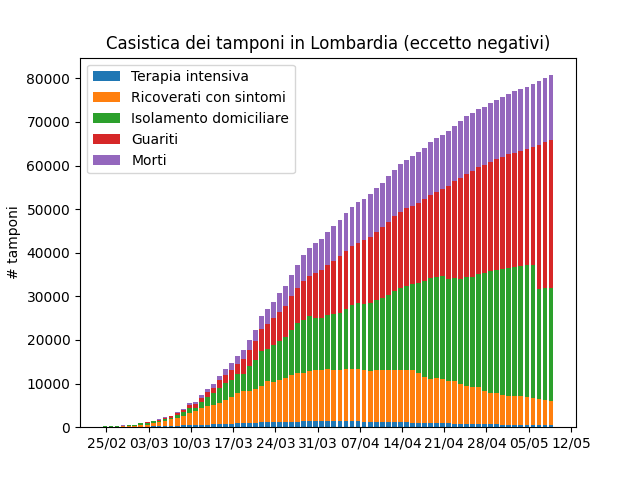 Casistica dei tamponi in Lombardia (eccetto negativi)
Terapia intensiva
Ricoverati con sintomi
Isolamento domiciliare
Guariti
Morti
# tamponi
80000
70000
60000
50000
40000
30000
20000
10000
0
25/02 03/03 10/03 17/03 24/03 31/03 07/04 14/04 21/04 28/04 05/05 12/05